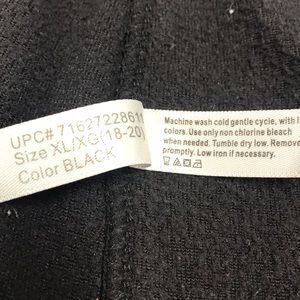 UPC# 71627228611
Size XL/XG(18-20)
Color BLACK
Machine wash cold gentle cycle, with
colors. Use only non chlorine bleach
when needed. Tumble dry low. Remove
promptly. Low iron if necessary.